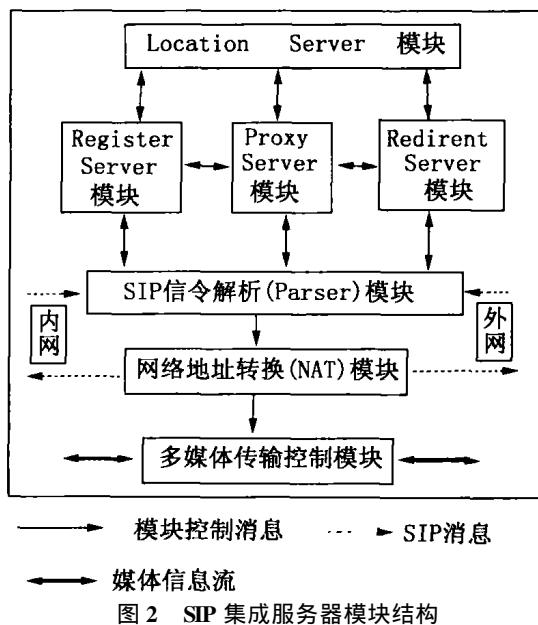 Location Server 模块
Register
Server
模块
Proxy
Server
模块
Redirent
Server
模块
SIP信令解析(Parser)模块
内网
外网
网络地址转换(NAT)模块
多媒体传输控制模块
模块控制消息
SIP消息
媒体信息流
图 2 SIP 集成服务器模块结构